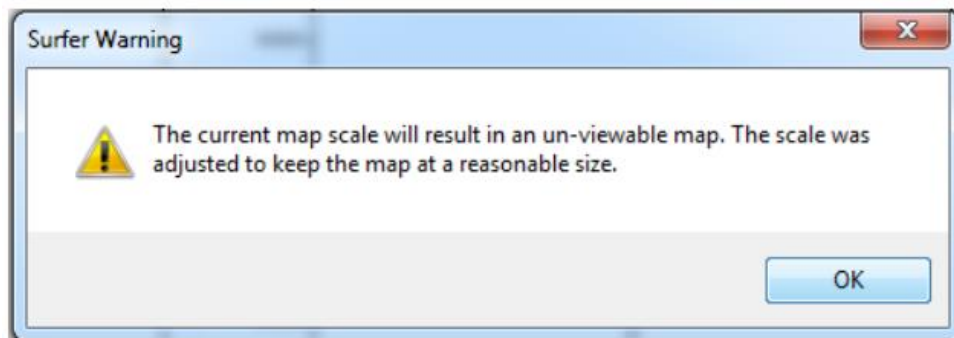 Surfer Warning
The current map scale will result in an un-viewable map. The scale was
adjusted to keep the map at a reasonable size.
OK